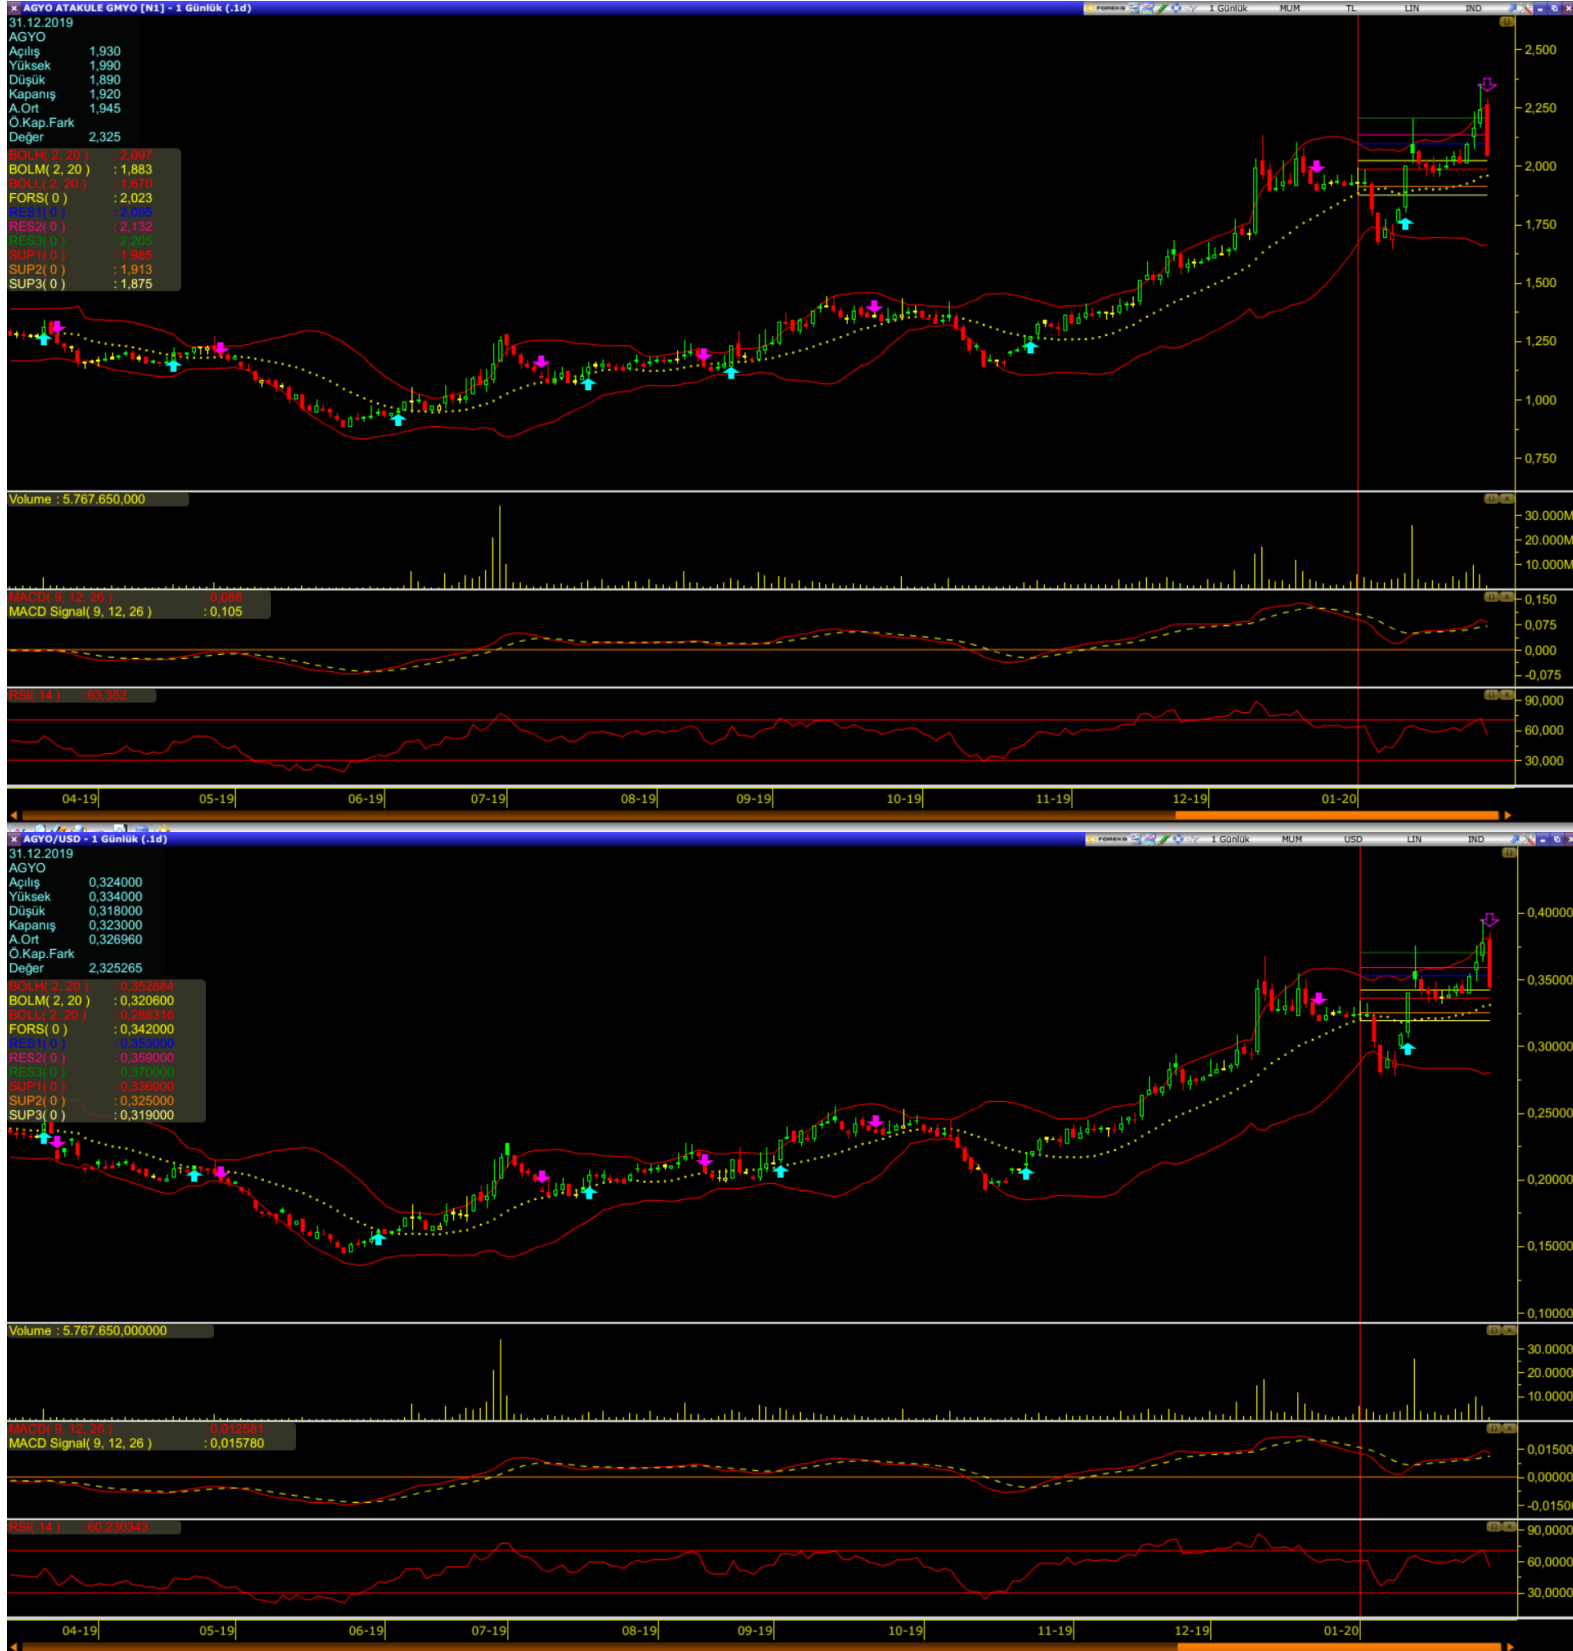 AGYO ATAKULE GMYO [N1] - 1 Günlük (.1d)
FOREKS 1 Günlük MUM TL LIN IND
31.12.2019
AGYO
Açılış 1,930
Yüksek 1,990
Düşük 1,890
Kapanış 1,920
A.Ort 1,945
Ö.Kap.Fark
Değer 2,325
BOLH( 2, 20 ) : 2,097
BOLM( 2, 20 ) : 1,883
BOLL( 2, 20 ) : 1,670
FORS( 0 ) : 2,023
RES1( 0 ) : 2,095
RES2( 0 ) : 2,132
RES3( 0 ) : 2,205
SUP1( 0 ) : 1,985
SUP2( 0 ) : 1,913
SUP3( 0 ) : 1,875
2,500
2,250
2,000
1,750
1,500
1,250
1,000
0,750
Volume : 5.767.650,000
30.000M
20.000M
10.000M
MACD( 9, 12, 26 ) : 0,088
MACD Signal( 9, 12, 26 ) : 0,105
0,150
0,075
0,000
-0,075
RSI( 14 ) : 63,352
90,000
60,000
30,000
04-19 05-19 06-19 07-19 08-19 09-19 10-19 11-19 12-19 01-20
AGYO/USD - 1 Günlük (.1d)
FOREKS 1 Günlük MUM USD LIN IND
31.12.2019
AGYO
Açılış 0,324000
Yüksek 0,334000
Düşük 0,318000
Kapanış 0,323000
A.Ort 0,326960
Ö.Kap.Fark
Değer 2,325265
BOLH( 2, 20 ) : 0,352884
BOLM( 2, 20 ) : 0,320600
BOLL( 2, 20 ) : 0,288316
FORS( 0 ) : 0,342000
RES1( 0 ) : 0,353000
RES2( 0 ) : 0,359000
RES3( 0 ) : 0,370000
SUP1( 0 ) : 0,336000
SUP2( 0 ) : 0,325000
SUP3( 0 ) : 0,319000
0,40000
0,35000
0,30000
0,25000
0,20000
0,15000
0,10000
Volume : 5.767.650,000000
30.0000
20.0000
10.0000
MACD( 9, 12, 26 ) : 0,012581
MACD Signal( 9, 12, 26 ) : 0,015780
0,01500
0,00000
-0,01500
RSI( 14 ) : 60,230343
90,0000
60,0000
30,0000
04-19 05-19 06-19 07-19 08-19 09-19 10-19 11-19 12-19 01-20